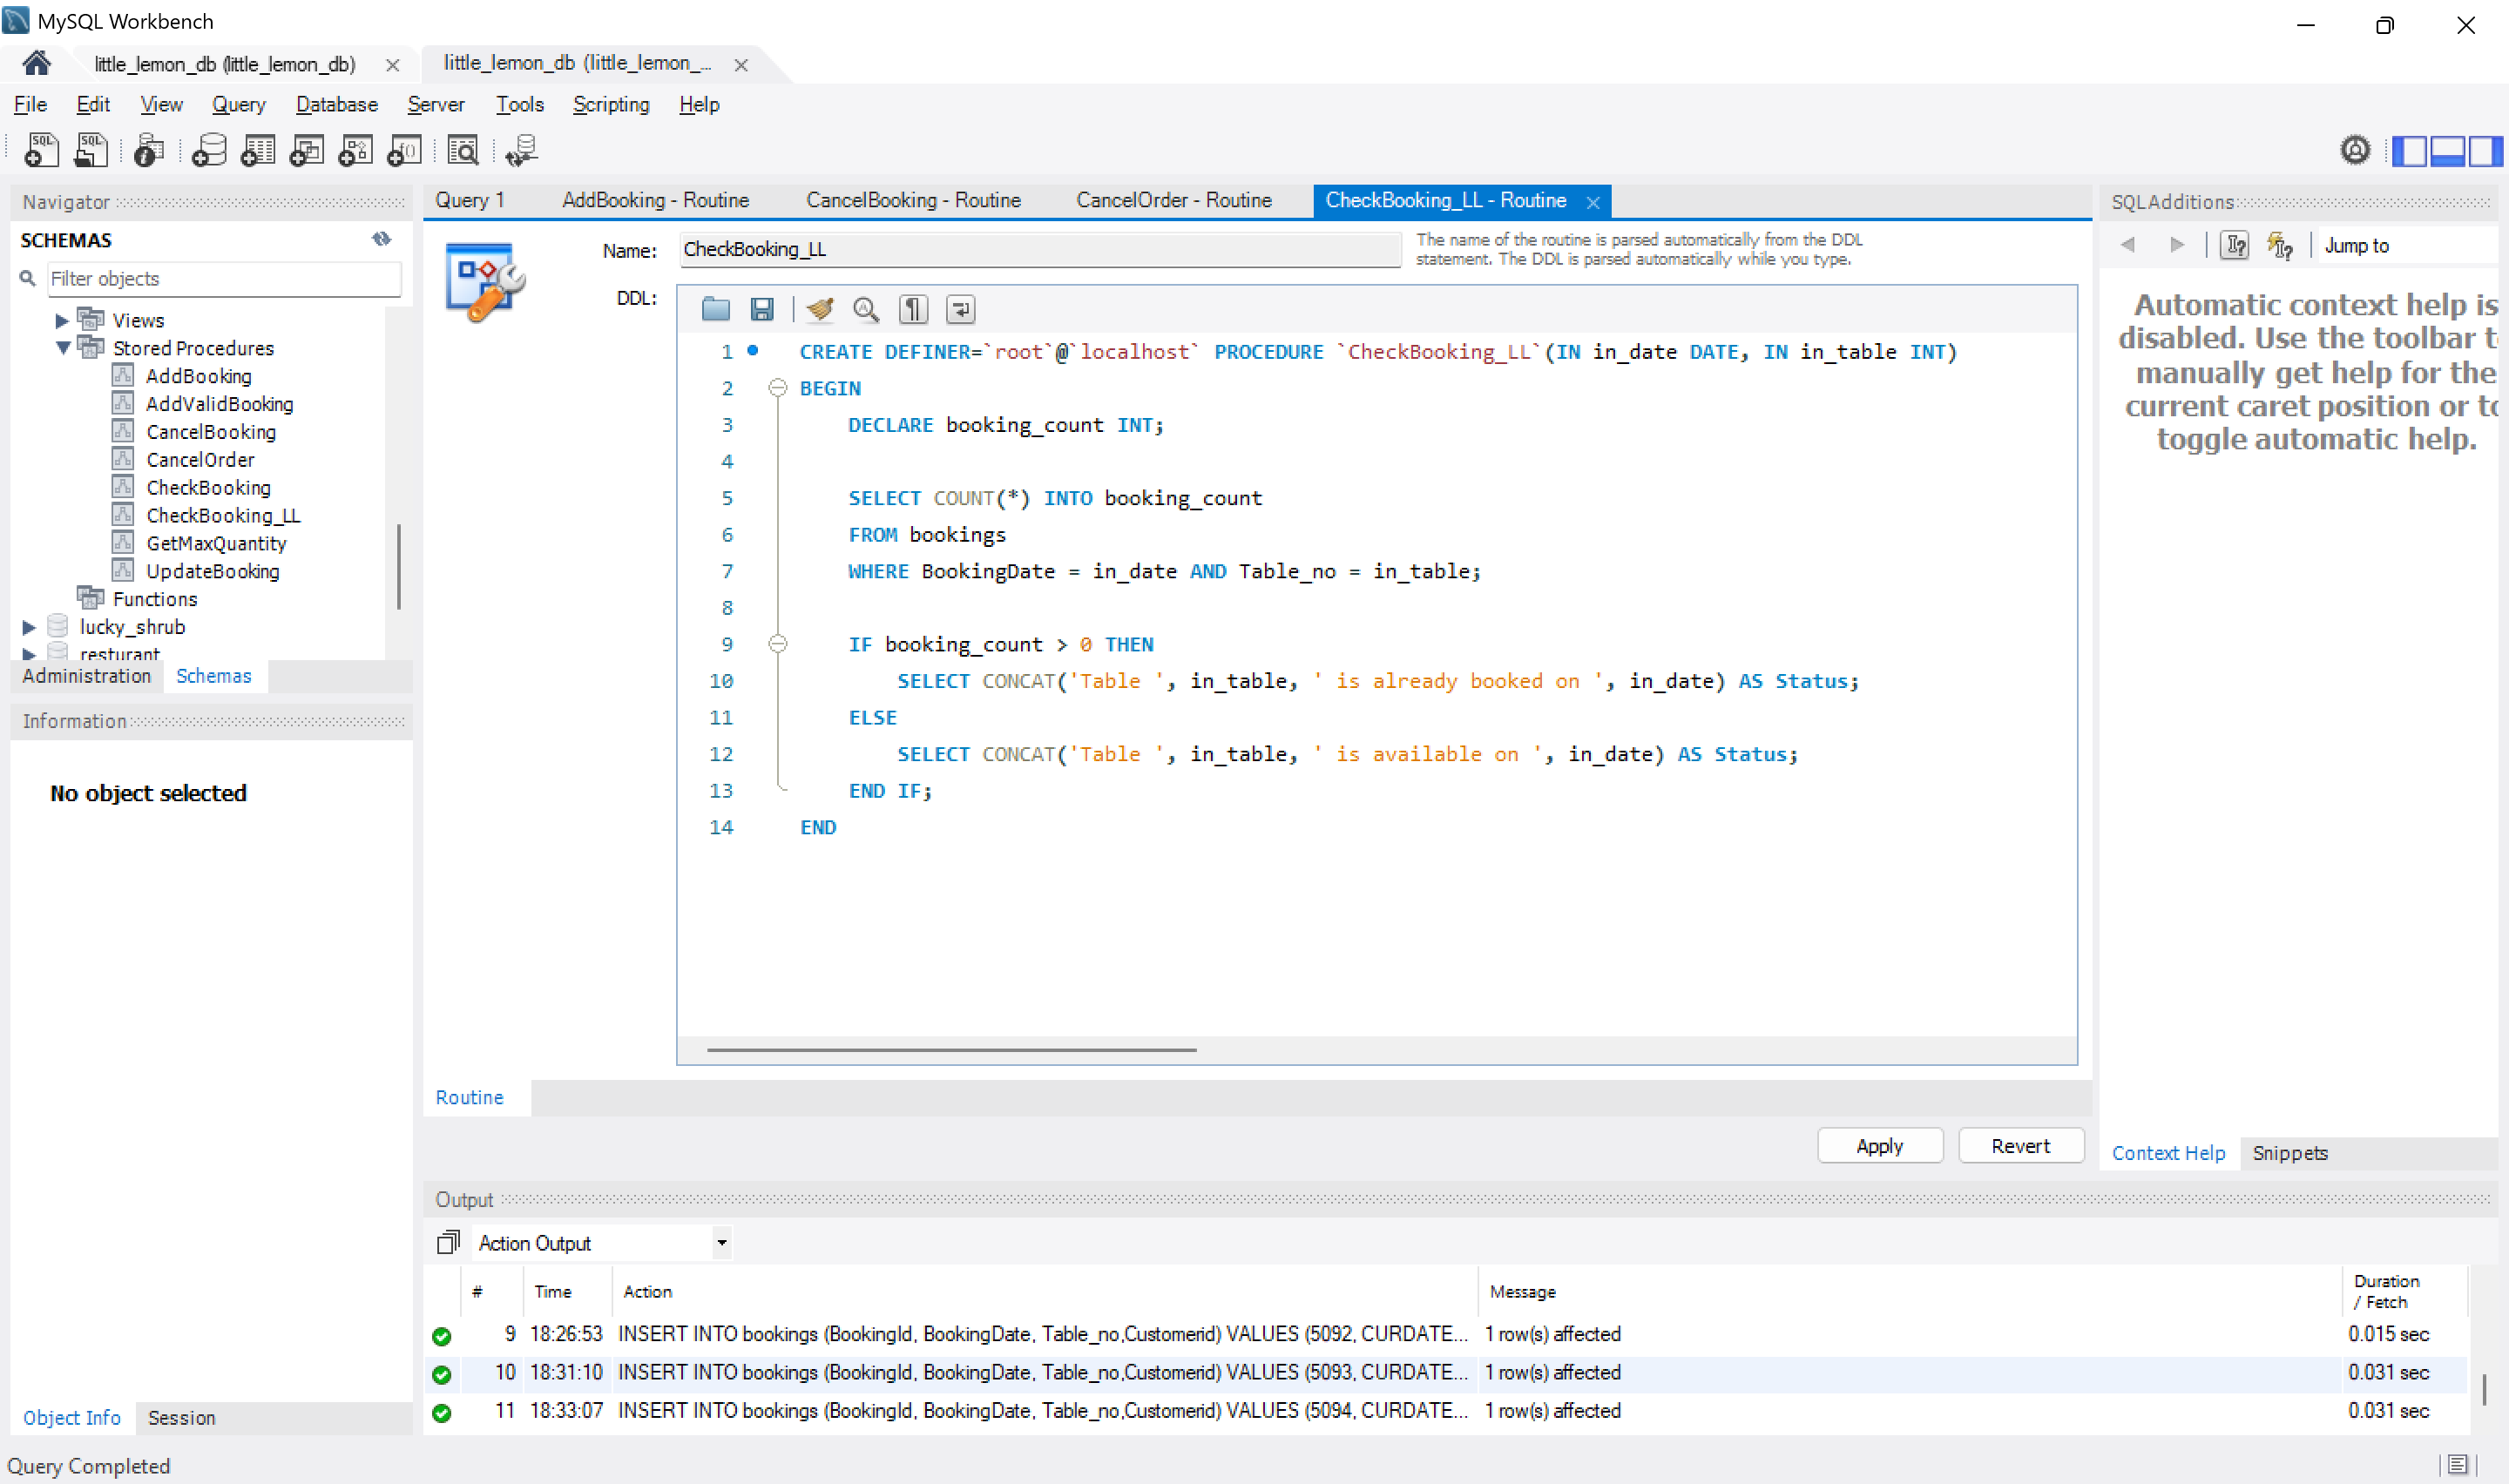 MySQL Workbench
little_lemon_db (little_lemon_db)
little_lemon_db (little_lemon_...
File Edit View Query Database Server Tools Scripting Help
Navigator
SCHEMAS
Filter objects
Views
Stored Procedures
AddBooking
AddValidBooking
CancelBooking
CancelOrder
CheckBooking
CheckBooking_LL
GetMaxQuantity
UpdateBooking
Functions
lucky_shrub
resturant
Administration Schemas
Information
No object selected
Object Info Session
Query 1 AddBooking - Routine CancelBooking - Routine CancelOrder - Routine CheckBooking_LL - Routine
Name: CheckBooking_LL
The name of the routine is parsed automatically from the DDL
statement. The DDL is parsed automatically while you type.
DDL:
1 CREATE DEFINER=`root`@`localhost` PROCEDURE `CheckBooking_LL`(IN in_date DATE, IN in_table INT)
2 BEGIN
3 DECLARE booking_count INT;
4
5 SELECT COUNT(*) INTO booking_count
6 FROM bookings
7 WHERE BookingDate = in_date AND Table_no = in_table;
8
9 IF booking_count > 0 THEN
10 SELECT CONCAT('Table ', in_table, ' is already booked on ', in_date) AS Status;
11 ELSE
12 SELECT CONCAT('Table ', in_table, ' is available on ', in_date) AS Status;
13 END IF;
14 END
Routine
Apply Revert
SQLAdditions
Jump to
Automatic context help is
disabled. Use the toolbar t
manually get help for the
current caret position or to
toggle automatic help.
Context Help Snippets
Output
Action Output
# Time Action Message Duration / Fetch
9 18:26:53 INSERT INTO bookings (BookingId, BookingDate, Table_no,Customerid) VALUES (5092, CURDATE... 1 row(s) affected 0.015 sec
10 18:31:10 INSERT INTO bookings (BookingId, BookingDate, Table_no,Customerid) VALUES (5093, CURDATE... 1 row(s) affected 0.031 sec
11 18:33:07 INSERT INTO bookings (BookingId, BookingDate, Table_no,Customerid) VALUES (5094, CURDATE... 1 row(s) affected 0.031 sec
Query Completed